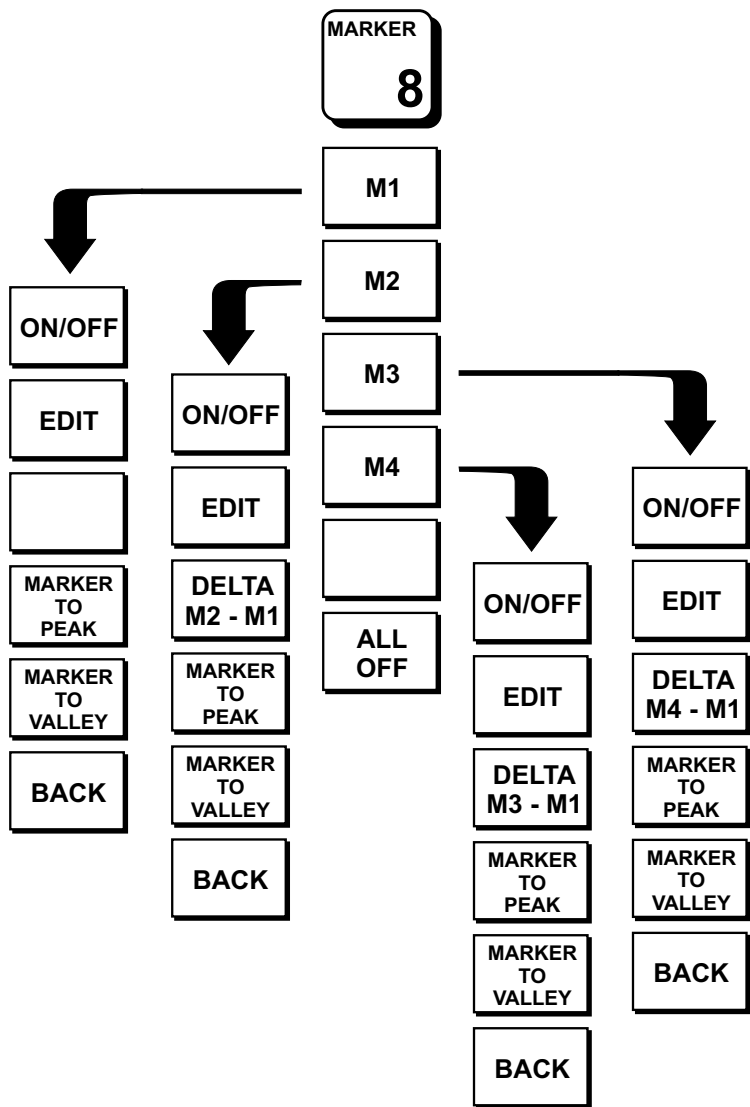 MARKER
8
M1
M2
M3
M4
ALL
OFF
ON/OFF
EDIT
MARKER
TO
PEAK
MARKER
TO
VALLEY
BACK
ON/OFF
EDIT
DELTA
M2 - M1
MARKER
TO
PEAK
MARKER
TO
VALLEY
BACK
ON/OFF
EDIT
DELTA
M3 - M1
MARKER
TO
PEAK
MARKER
TO
VALLEY
BACK
ON/OFF
EDIT
DELTA
M4 - M1
MARKER
TO
PEAK
MARKER
TO
VALLEY
BACK